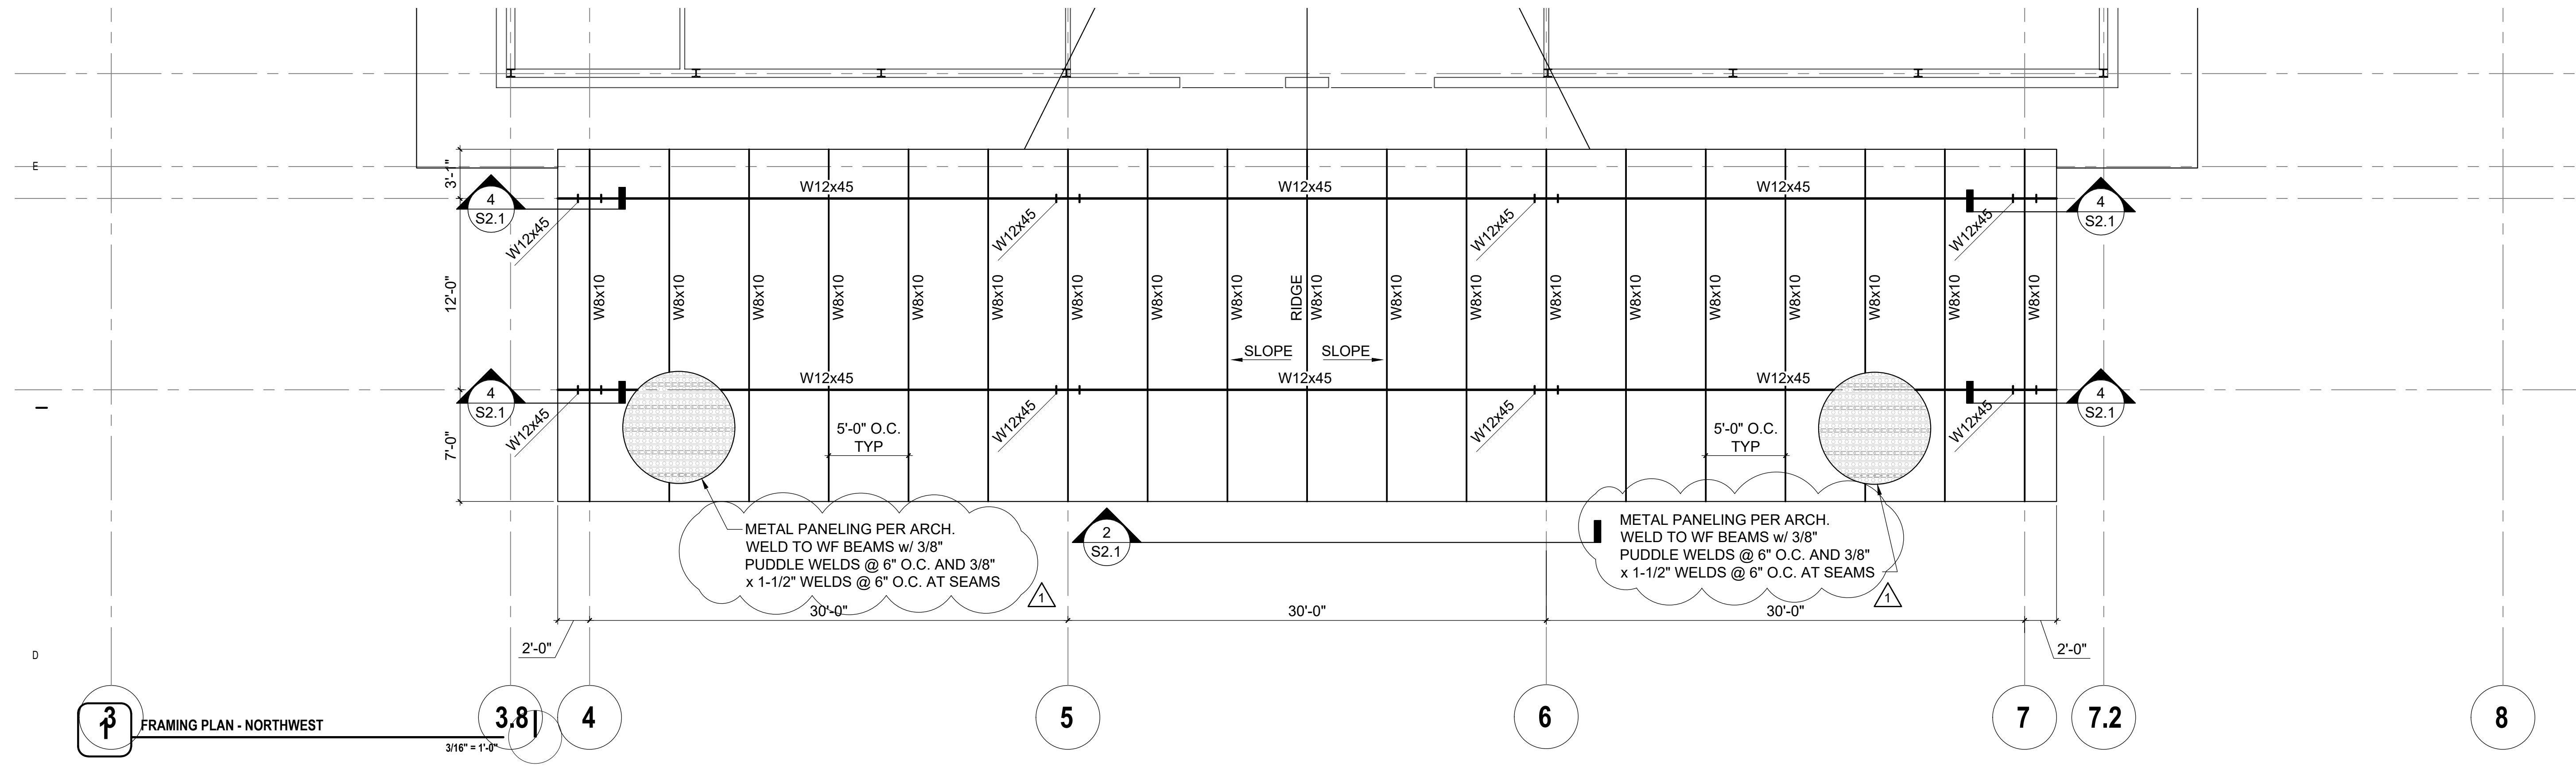 E
3'-1"
W12x45
W12x45
W12x45
4
S2.1
4
S2.1
W12x45
W12x45
W12x45
W12x45
12'-0"
W8x10
W8x10
W8x10
W8x10
W8x10
W8x10
W8x10
W8x10
W8x10
RIDGE
W8x10
W8x10
W8x10
W8x10
W8x10
W8x10
W8x10
W8x10
W8x10
W8x10
SLOPE
SLOPE
W12x45
W12x45
W12x45
4
S2.1
4
S2.1
W12x45
W12x45
W12x45
W12x45
7'-0"
5'-0" O.C.
TYP
5'-0" O.C.
TYP
METAL PANELING PER ARCH.
WELD TO WF BEAMS w/ 3/8"
PUDDLE WELDS @ 6" O.C. AND 3/8"
x 1-1/2" WELDS @ 6" O.C. AT SEAMS
1
2
S2.1
METAL PANELING PER ARCH.
WELD TO WF BEAMS w/ 3/8"
PUDDLE WELDS @ 6" O.C. AND 3/8"
x 1-1/2" WELDS @ 6" O.C. AT SEAMS
1
30'-0"
30'-0"
30'-0"
2'-0"
2'-0"
D
3
3.8
4
5
6
7
7.2
8
1
FRAMING PLAN - NORTHWEST
3/16" = 1'-0"